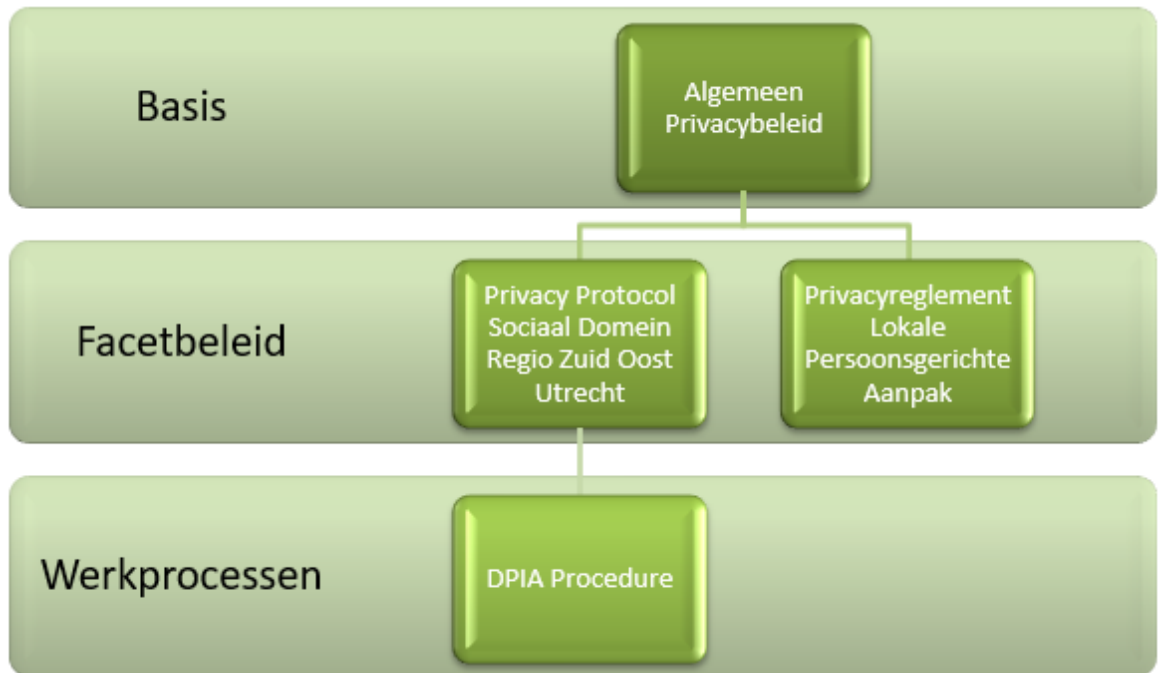 Basis
Algemeen
Privacybeleid
Facetbeleid
Privacy Protocol
Sociaal Domein
Regio Zuid Oost
Utrecht
Privacyreglement
Lokale
Persoonsgerichte
Aanpak
Werkprocessen
DPIA Procedure